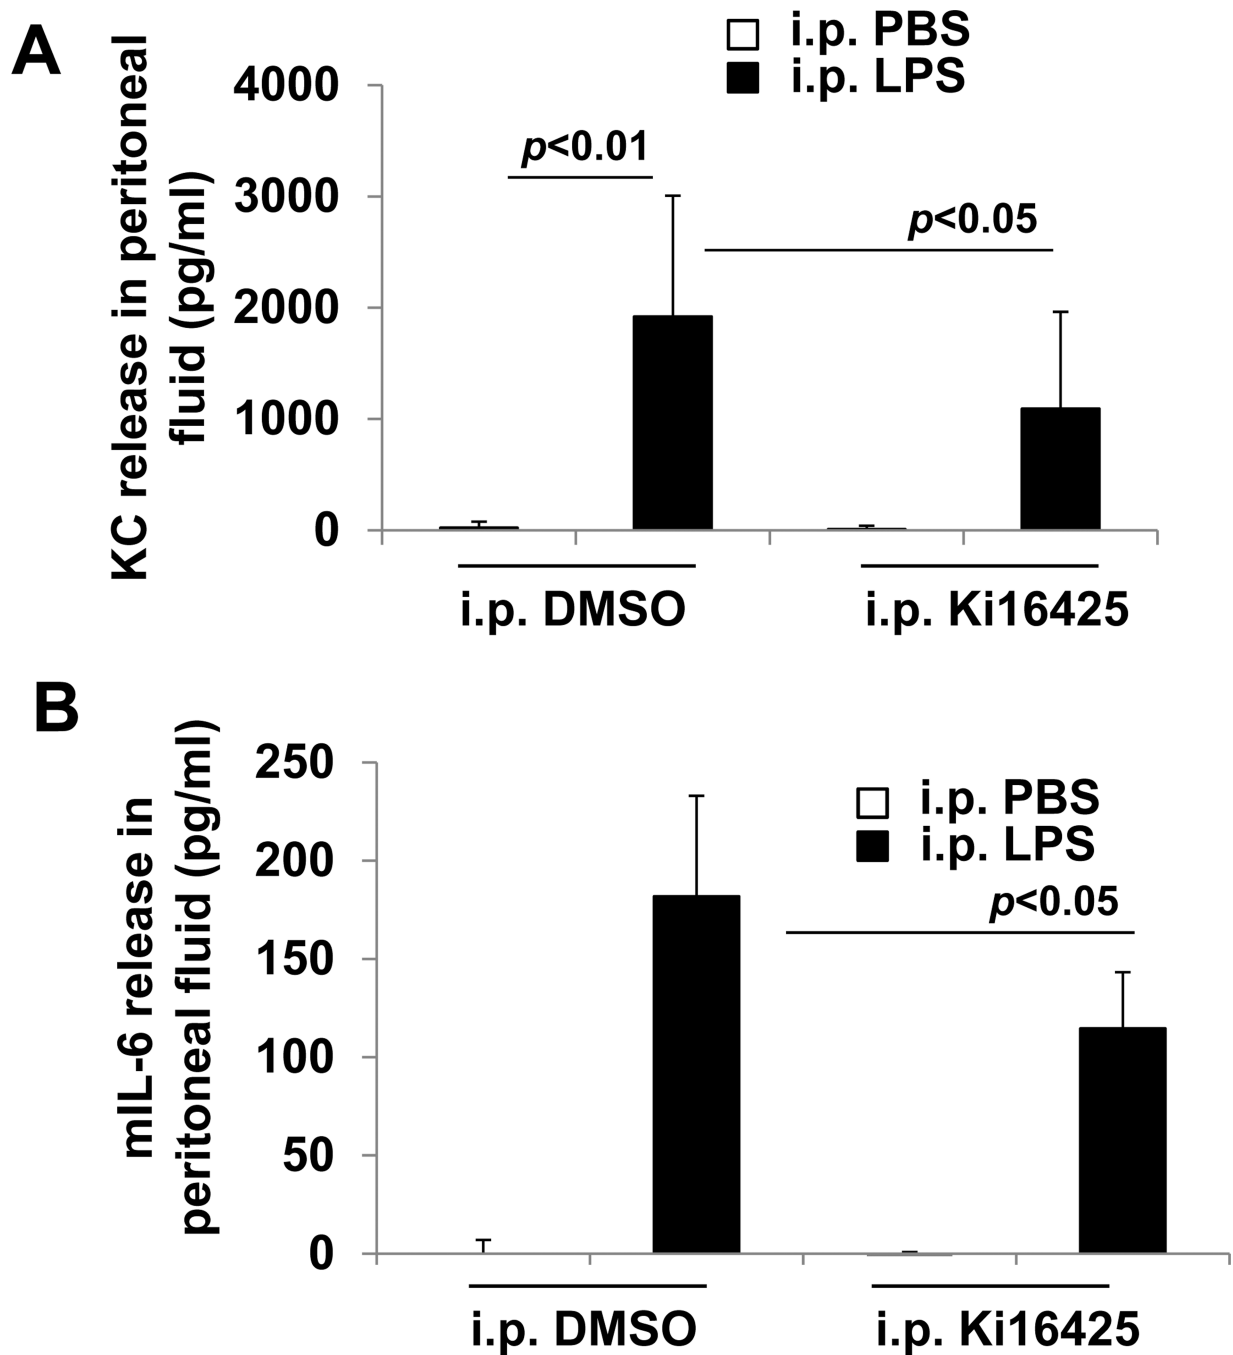 A
KC release in peritoneal
fluid (pg/ml)
i.p. PBS
i.p. LPS
4000
3000
2000
1000
0
p<0.01
p<0.05
i.p. DMSO
i.p. Ki16425
B
mIL-6 release in
peritoneal fluid (pg/ml)
250
200
150
100
50
0
i.p. PBS
i.p. LPS
p<0.05
i.p. DMSO
i.p. Ki16425